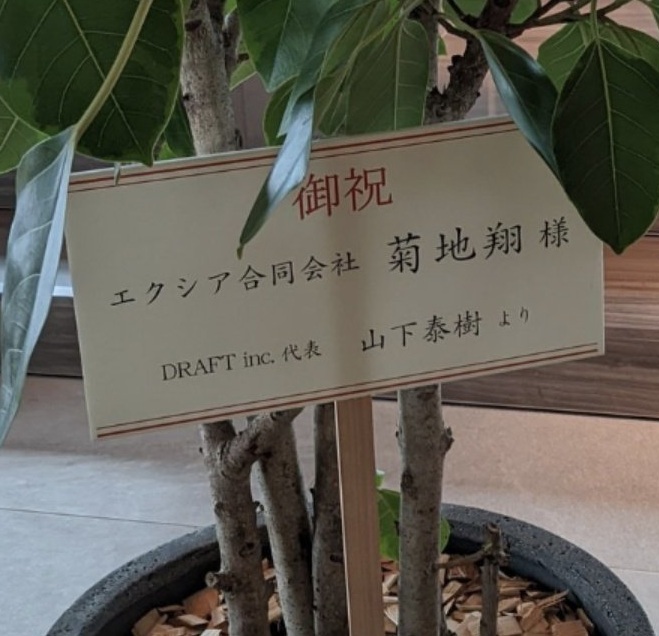 御祝
エクシア合同会社 菊地翔 様
DRAFT inc. 代表 山下泰樹 より